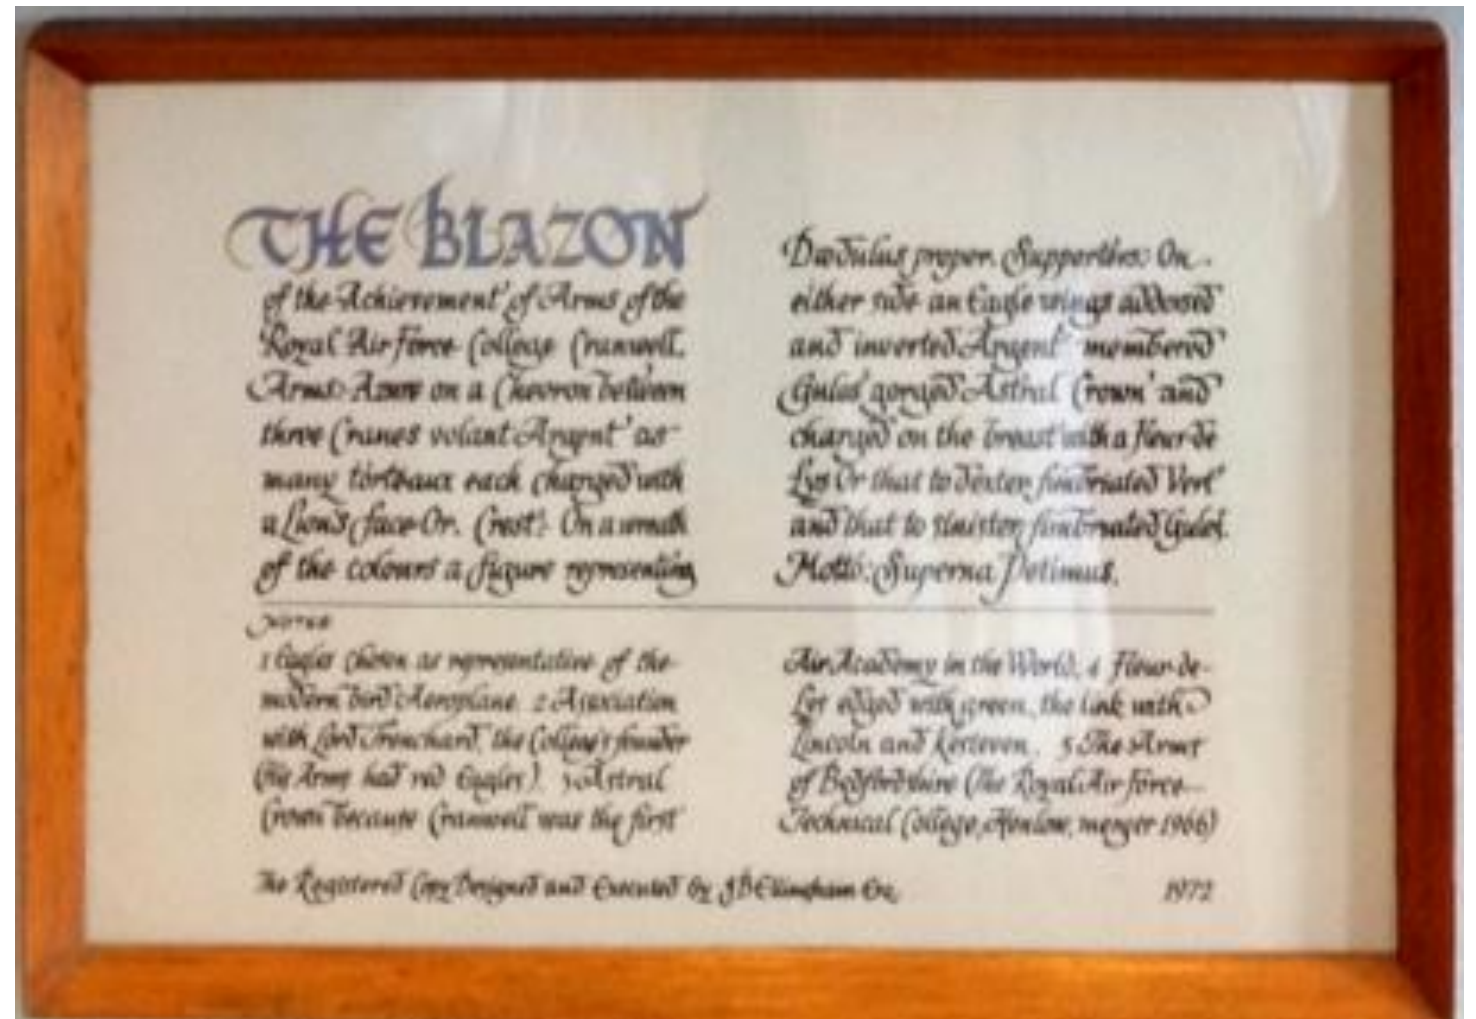 THE BLAZON
of the Achievement of Arms of the
Royal Air Force College Cranwell.
Arms: Azure on a Chevron between
three Cranes volant Argent as
many torteaux each charged with
a Lion's face Or. Crest: On a wreath
of the colours a figure representing
Dædulus proper. Supporters: On
either side an Eagle wings addorsed
and inverted Argent membered
Gules gorged Astral Crown and
charged on the breast with a fleur-de
Lys Or that to dexter fimbriated Vert
and that to sinister fimbriated Gules.
Motto: Superna Petimus.
NOTES
1 Eagles chosen as representative of the
modern bird Aeroplane. 2 Association
with Lord Trenchard, the College's founder
(His Arms had red Eagles). 3 Astral
Crown because Cranwell was the first
Air Academy in the World. 4 Fleur-de-
Lys edged with green, the link with
Lincoln and Kesteven. 5 The Arms
of Bedfordshire (The Royal Air Force
Technical College, Henlow, merger 1966)
The Registered Copy Designed and Executed by J B Ellingham Esq.
1972